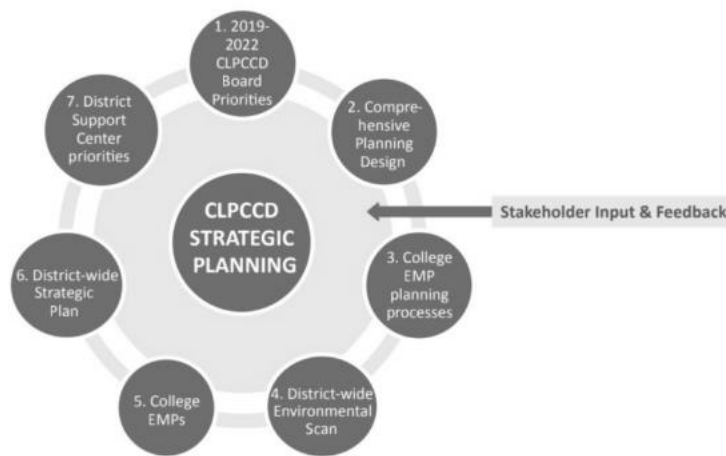 1. 2019-
2022
CLPCCD
Board
Priorities
2. Compre-
hensive
Planning
Design
3. College
EMP
planning
processes
4. District-wide
Environmental
Scan
5. College
EMPs
6. District-wide
Strategic
Plan
7. District
Support
Center
priorities
CLPCCD
STRATEGIC
PLANNING
Stakeholder Input & Feedback